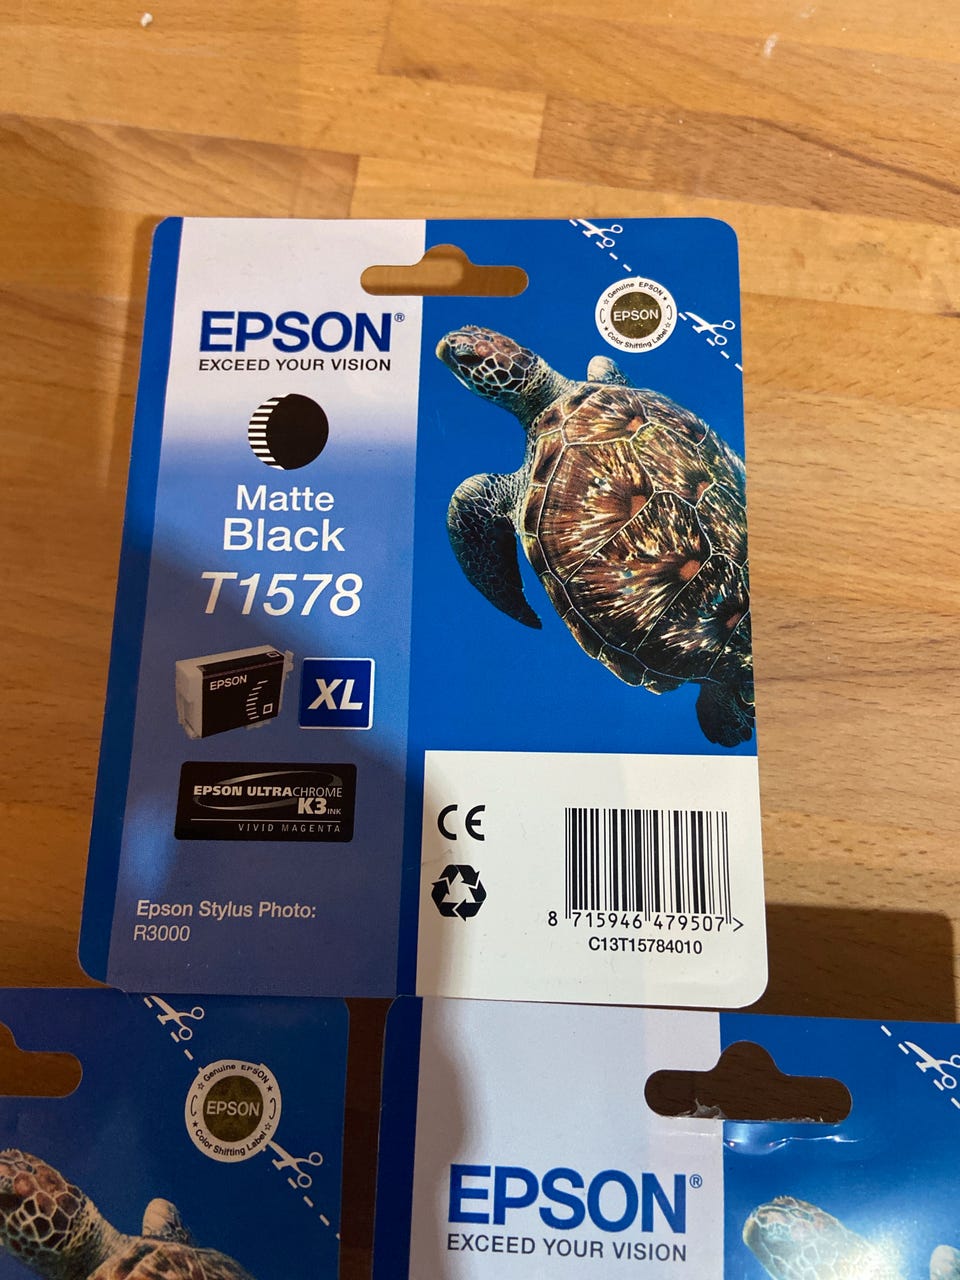 EPSON®
EXCEED YOUR VISION
Matte
Black
T1578
EPSON
XL
EPSON ULTRACHROME
K3 INK
VIVID MAGENTA
Epson Stylus Photo:
R3000
Genuine EPSON
EPSON
Color Shifting Label
CE
8 715946 479507 >
C13T15784010
Genuine EPSON
EPSON
Color Shifting Label
EPSON®
EXCEED YOUR VISION